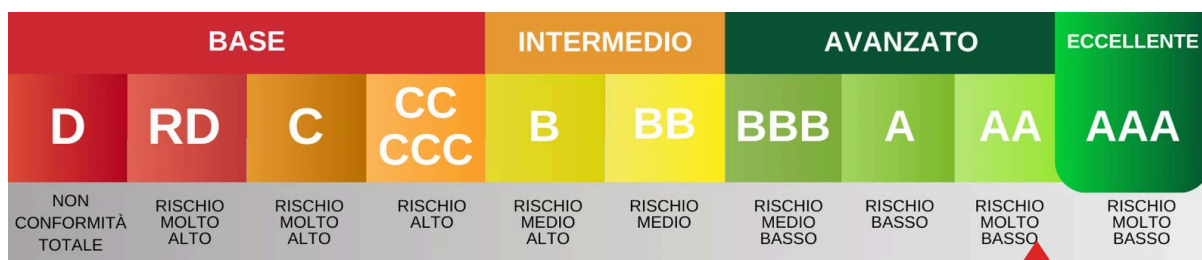 BASE INTERMEDIO AVANZATO ECCELLENTE
D RD C CC CCC B BB BBB A AA AAA
NON CONFORMITÀ TOTALE
RISCHIO MOLTO ALTO
RISCHIO MOLTO ALTO
RISCHIO ALTO
RISCHIO MEDIO ALTO
RISCHIO MEDIO
RISCHIO MEDIO BASSO
RISCHIO BASSO
RISCHIO MOLTO BASSO
RISCHIO MOLTO BASSO